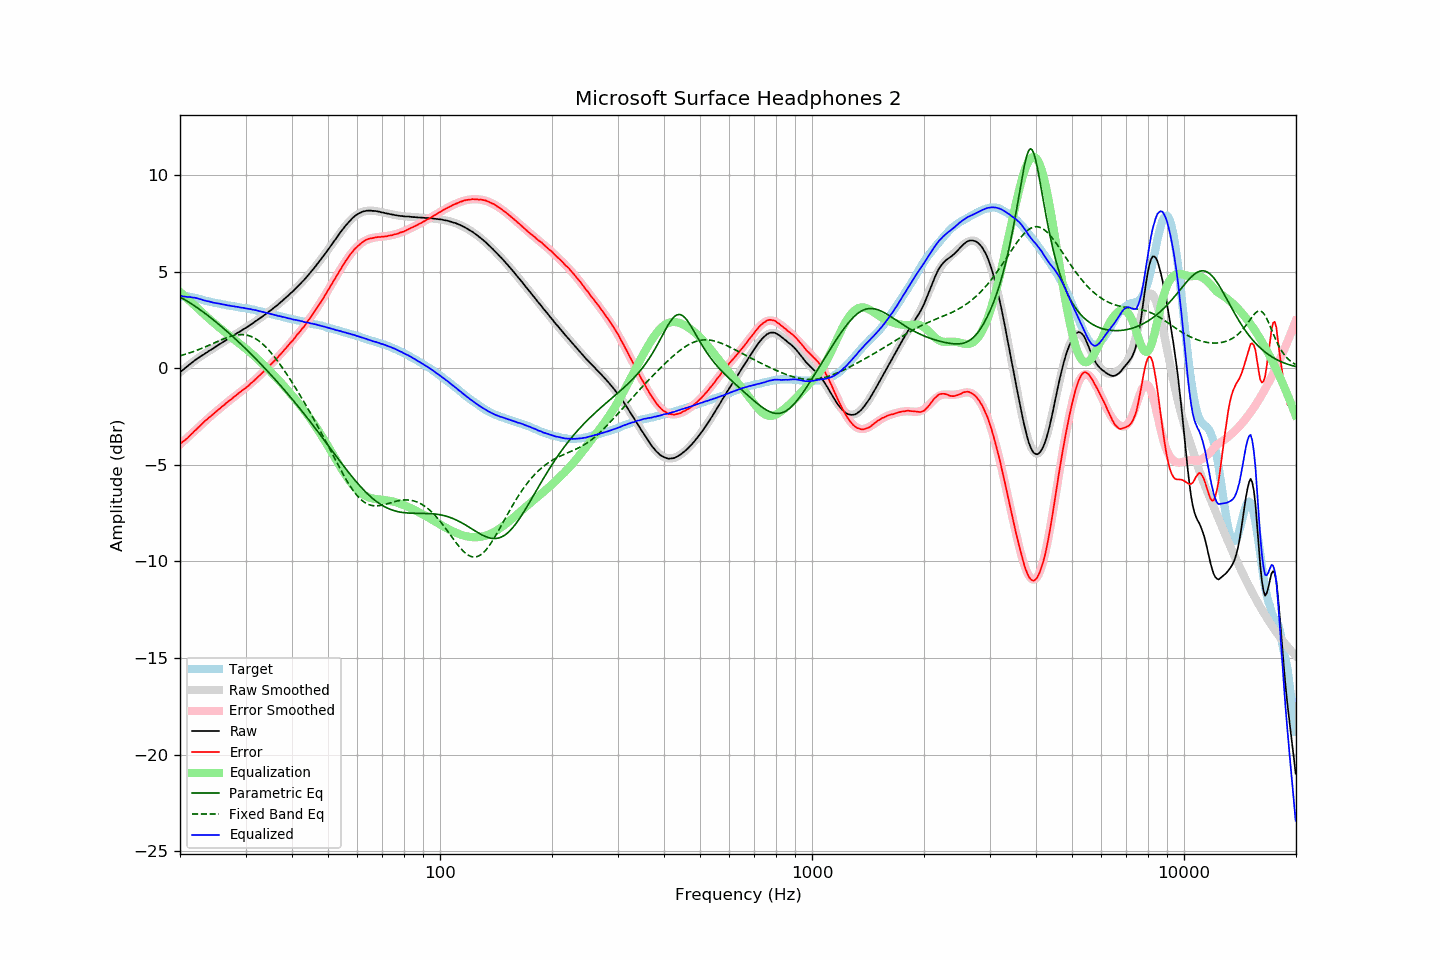 Microsoft Surface Headphones 2
Amplitude (dBr)
10
5
0
−5
−10
−15
−20
−25
Target
Raw Smoothed
Error Smoothed
Raw
Error
Equalization
Parametric Eq
Fixed Band Eq
Equalized
100
1000
10000
Frequency (Hz)